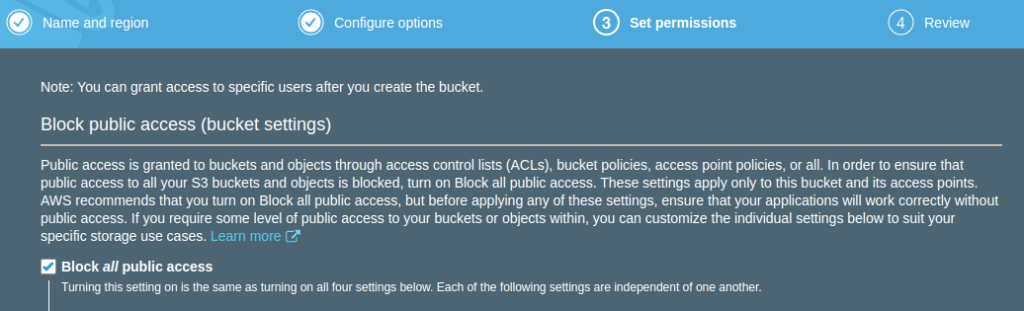 Name and region
Configure options
3 Set permissions
4 Review
Note: You can grant access to specific users after you create the bucket.
Block public access (bucket settings)
Public access is granted to buckets and objects through access control lists (ACLs), bucket policies, access point policies, or all. In order to ensure that
public access to all your S3 buckets and objects is blocked, turn on Block all public access. These settings apply only to this bucket and its access points.
AWS recommends that you turn on Block all public access, but before applying any of these settings, ensure that your applications will work correctly without
public access. If you require some level of public access to your buckets or objects within, you can customize the individual settings below to suit your
specific storage use cases. Learn more
Block all public access
Turning this setting on is the same as turning on all four settings below. Each of the following settings are independent of one another.